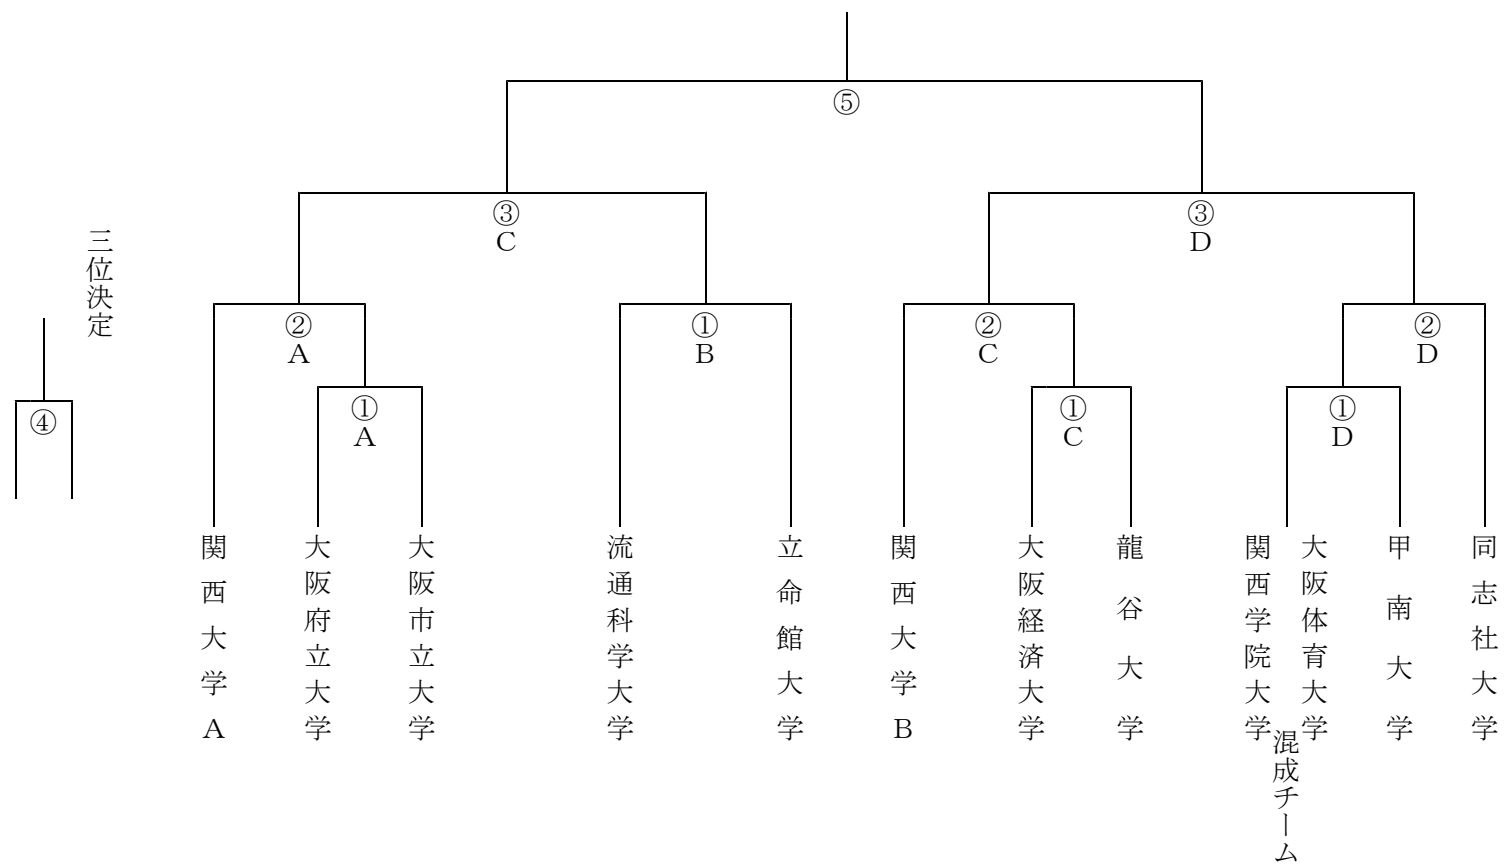 ⑤
③
C
③
D
三位決定
②
A
①
B
②
C
②
D
④
①
A
①
C
①
D
関西大学A
大阪府立大学
大阪市立大学
流通科学大学
立命館大学
関西大学B
大阪経済大学
龍谷大学
関西学院大学
大阪体育大学
混成チーム
甲南大学
同志社大学